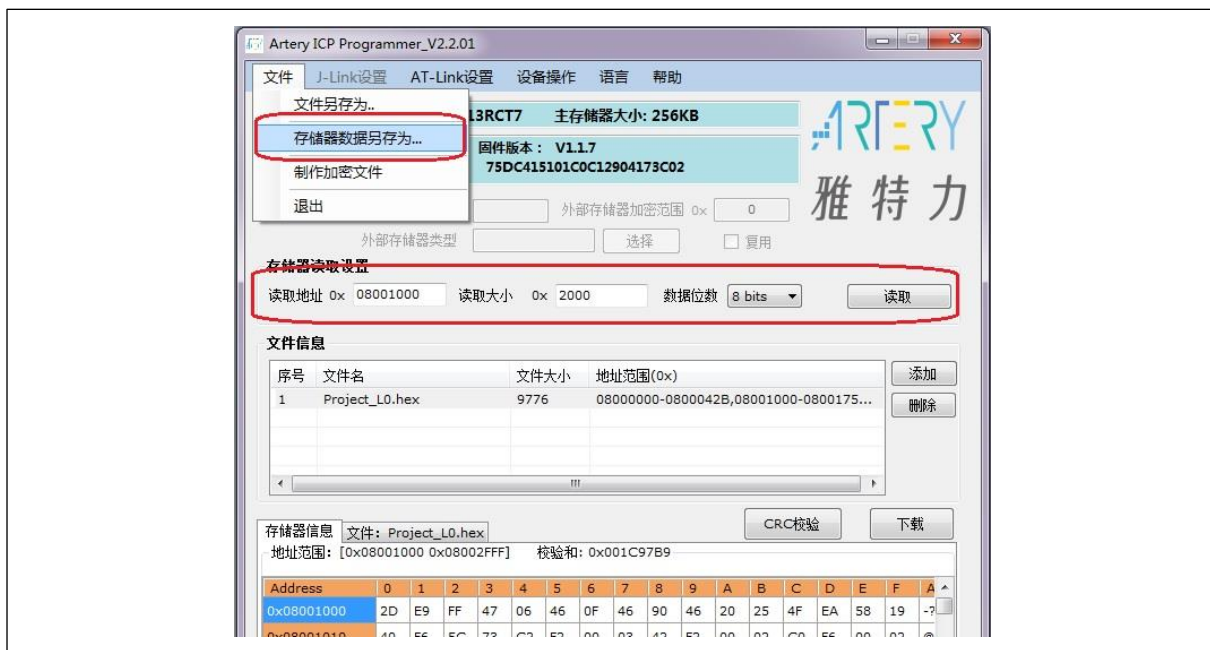 Artery ICP Programmer_V2.2.01
文件 J-Link设置 AT-Link设置 设备操作 语言 帮助
文件另存为..
存储器数据另存为...
制作加密文件
退出
13RCT7 主存储器大小: 256KB
固件版本： V1.1.7
75DC415101C0C12904173C02
ARTERY
雅特力
外部存储器加密范围 0x 0
外部存储器类型 选择 复用
存储器读取设置
读取地址 0x 08001000 读取大小 0x 2000 数据位数 8 bits 读取
文件信息
序号 文件名 文件大小 地址范围(0x)
1 Project_L0.hex 9776 08000000-0800042B,08001000-0800175...
添加
删除
存储器信息 文件: Project_L0.hex CRC校验 下载
地址范围: [0x08001000 0x08002FFF] 校验和: 0x001C97B9
Address 0 1 2 3 4 5 6 7 8 9 A B C D E F A
0x08001000 2D E9 FF 47 06 46 0F 46 90 46 20 25 4F EA 58 19 -?